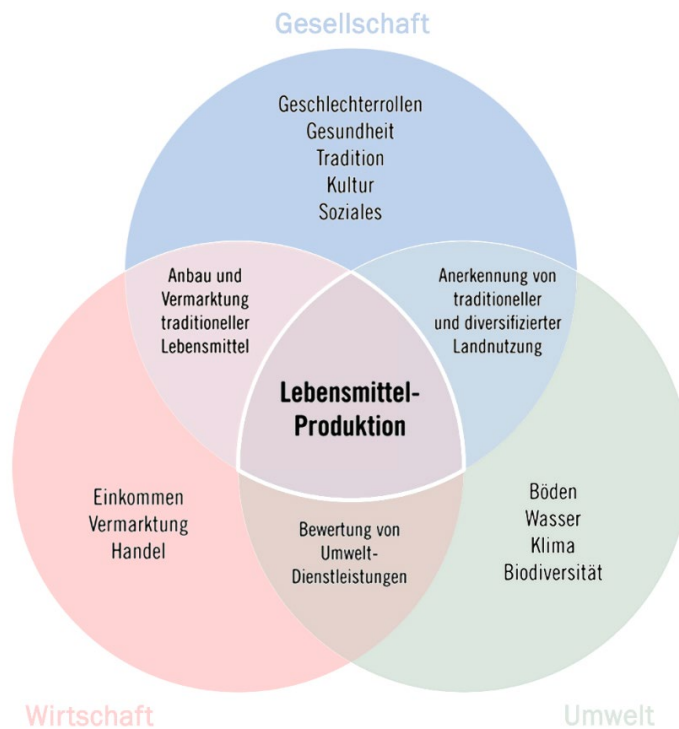 Gesellschaft
Geschlechterrollen
Gesundheit
Tradition
Kultur
Soziales
Anbau und
Vermarktung
traditioneller
Lebensmittel
Anerkennung von
traditioneller
und diversifizierter
Landnutzung
Lebensmittel-
Produktion
Einkommen
Vermarktung
Handel
Bewertung von
Umwelt-
Dienstleistungen
Böden
Wasser
Klima
Biodiversität
Wirtschaft
Umwelt